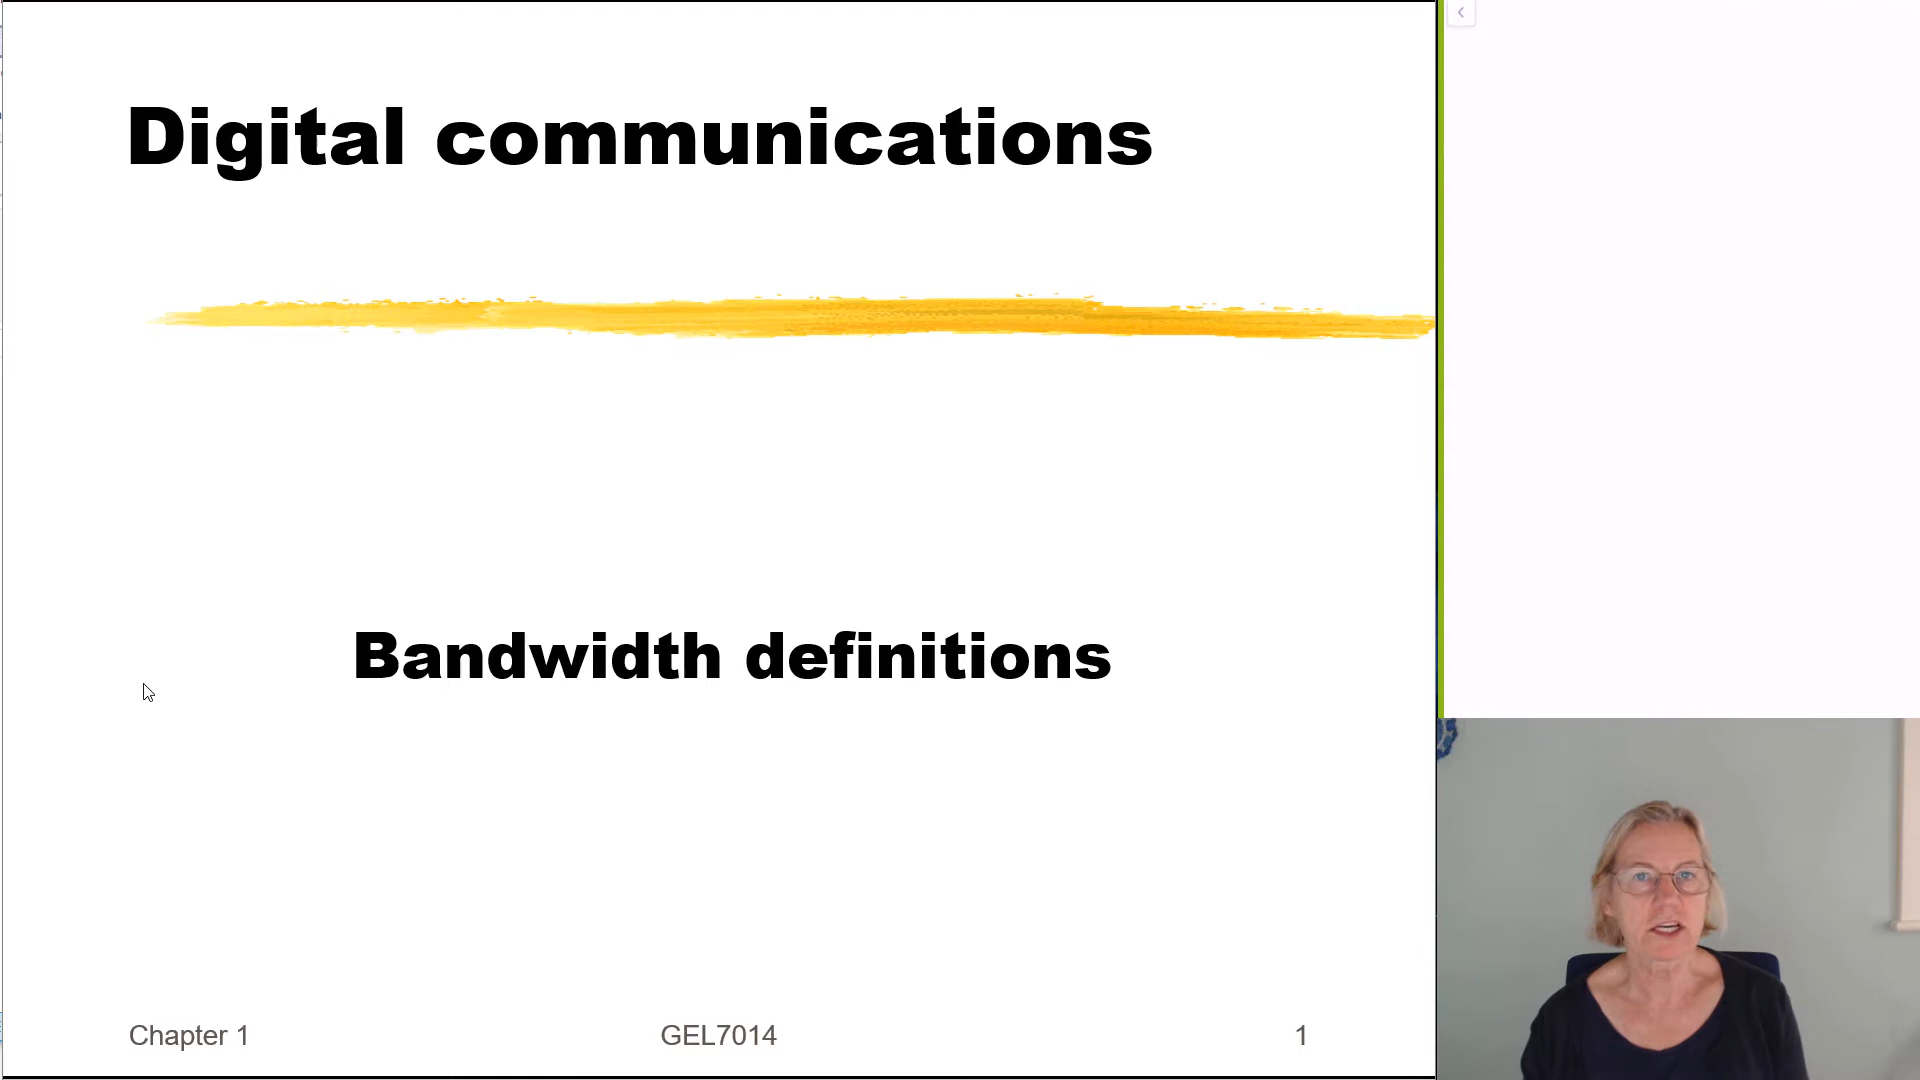 Digital communications
Bandwidth definitions
Chapter 1
GEL7014
1